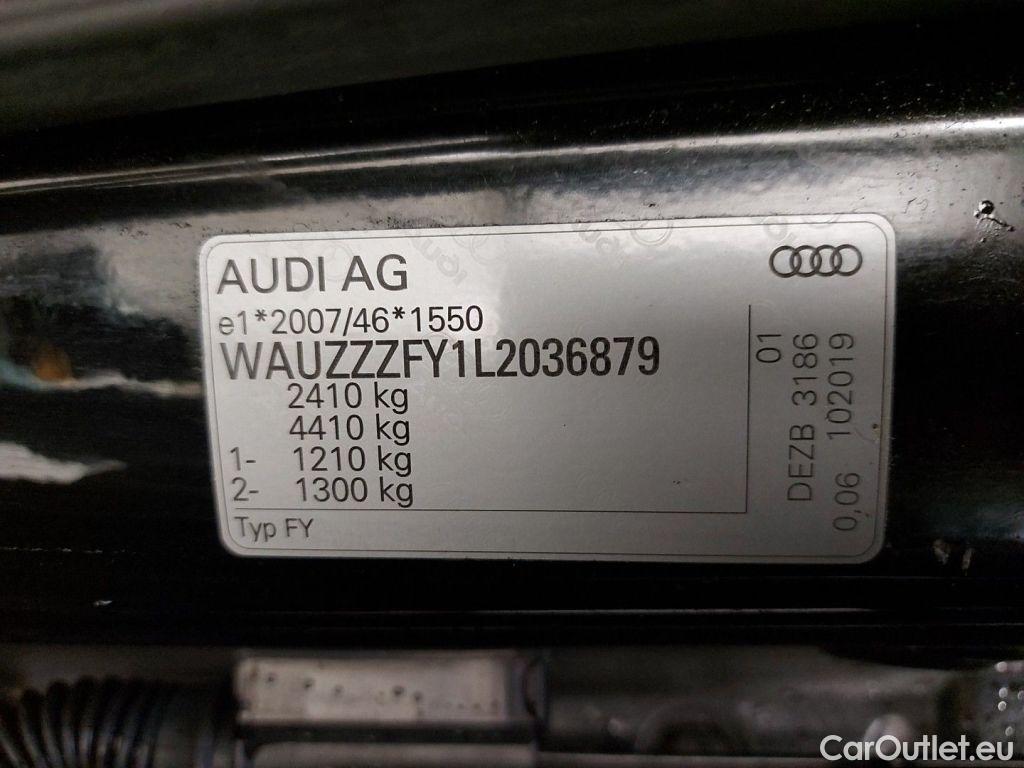 AUDI AG
e1*2007/46*1550
WAUZZZFY1L2036879
2410 kg
4410 kg
1- 1210 kg
2- 1300 kg
Typ FY
01
DEZB 3186
0,06 102019
CarOutlet.eu